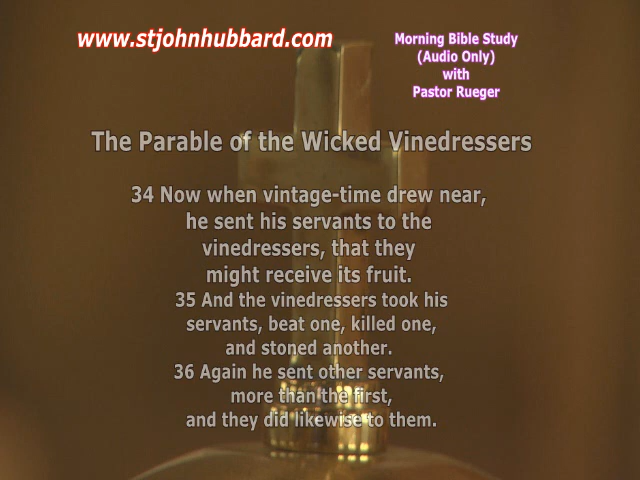 www.stjohnhubbard.com
Morning Bible Study
(Audio Only)
with
Pastor Rueger
The Parable of the Wicked Vinedressers
34 Now when vintage-time drew near,
he sent his servants to the
vinedressers, that they
might receive its fruit.
35 And the vinedressers took his
servants, beat one, killed one,
and stoned another.
36 Again he sent other servants,
more than the first,
and they did likewise to them.